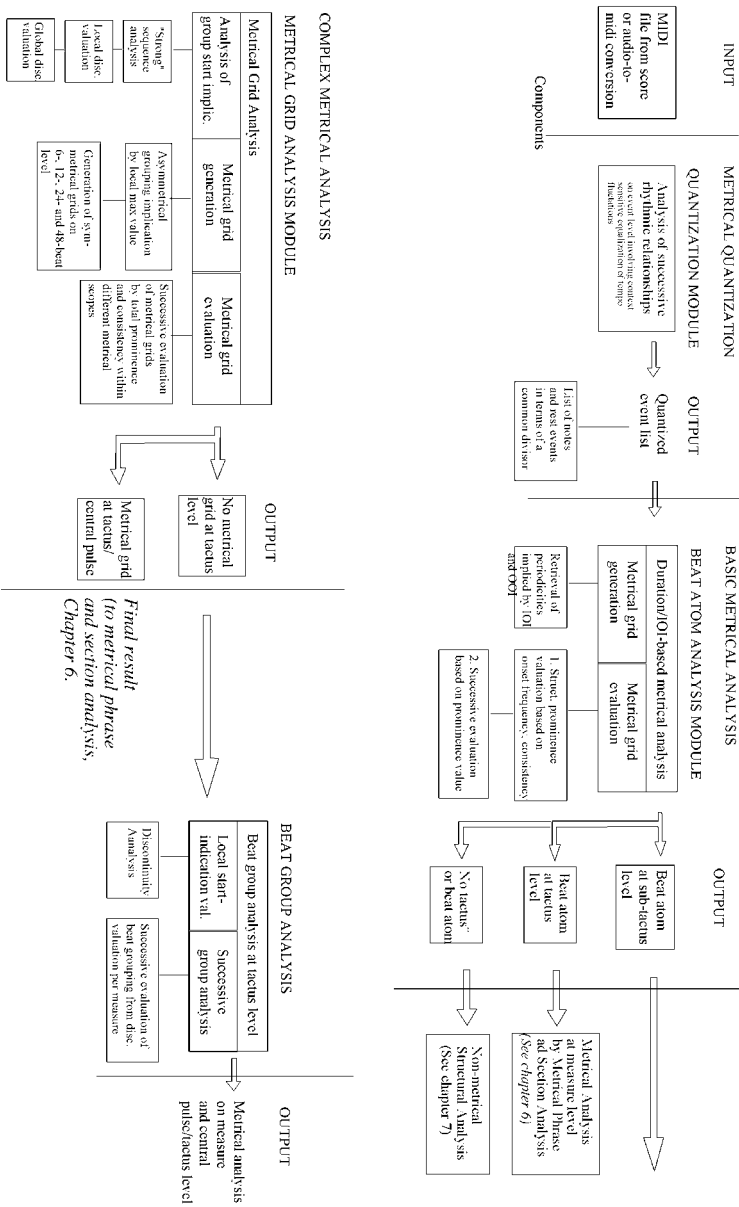 INPUT
MIDI
file from score
or audio-to-
midi conversion
Components
METRICAL QUANTIZATION
QUANTIZATION MODULE
Analysis of successive
rhythmic relationships
on event level involving context
sensitive equalization of tempo
fluctations
OUTPUT
Quantized
event list
List of notes
and rest events
in terms of a
common divisor
BASIC METRICAL ANALYSIS
BEAT ATOM ANALYSIS MODULE
Duration/IOI-based metrical analysis
Metrical grid
generation
Metrical grid
evaluation
Retrieval of
periodicities
implied by IOI
and OOI
1. Struct. prominence
valuation based on
onset frequency, consistency
2. Successive evaluation
based on prominence value
OUTPUT
Beat atom
at sub-tactus
level
Beat atom
at tactus
level
No tactus¨
or beat atom
Metrical Analysis
at measure level
by Metrical Phrase
ad Section Analysis
(See chapter 6)
Non-metrical
Structural Analysis
(See chapter 7)
COMPLEX METRICAL ANALYSIS
METRICAL GRID ANALYSIS MODULE
Metrical Grid Analysis
Analysis of
group start implic.
Metrical grid
generation
Metrical grid
evaluation
"Strong"
sequence
analysis
Local disc.
valuation
Global disc.
valuation
Asymmetrical
grouping implication
by local max value
Generation of sym-
metrical grids on
6-, 12-, 24- and 48-beat
level
Successive evaluation
of metrical grids
by total prominence
and consistency within
different metrical
scopes
OUTPUT
No metrical
grid at tactus
level
Metrical grid
at tactus/
central pulse
Final result
(to metrical phrase
and section analysis,
Chapter 6.
BEAT GROUP ANALYSIS
Beat group analysis at tactus level
Local start-
indication val.
Successive
group analysis
Discontinuity
Aunalysis
Successive evaluation of
beat grouping from disc.
valuation per measure
OUTPUT
Metrical analysis
on measure
and central
pulse/tactus level